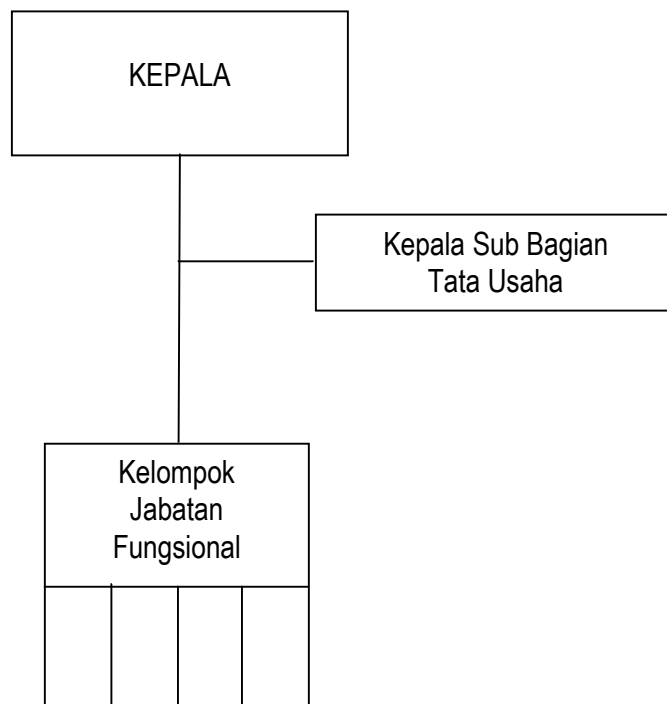 KEPALA
Kepala Sub Bagian
Tata Usaha
Kelompok
Jabatan
Fungsional